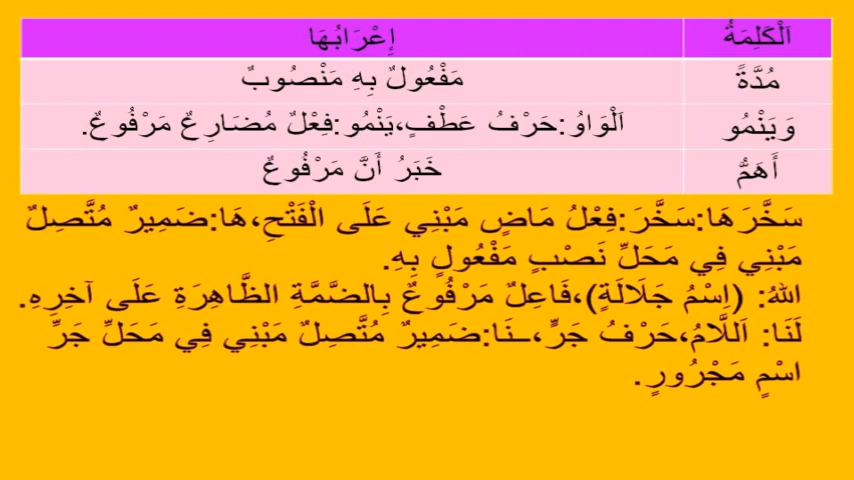 اَلْكَلِمَةُ إِعْرَابُهَا
مُدَّةً مَفْعُولٌ بِهِ مَنْصُوبٌ
وَيَنْمُو اَلْوَاوُ:حَرْفُ عَطْفٍ،يَنْمُو:فِعْلٌ مُضَارِعٌ مَرْفُوعٌ.
أَهَمُّ خَبَرُ أَنَّ مَرْفُوعٌ
سَخَّرَهَا:سَخَّرَ:فِعْلُ مَاضٍ مَبْنِي عَلَى الْفَتْحِ،هَا:ضَمِيرٌ مُتَّصِلٌ
مَبْنِي فِي مَحَلِّ نَصْبٍ مَفْعُولٍ بِهِ.
اللهُ: (اِسْمُ جَلَالَةٍ)،فَاعِلٌ مَرْفُوعٌ بِالضَّمَّةِ الظَّاهِرَةِ عَلَى آخِرِهِ.
لَنَا: اَللَّامُ،حَرْفُ جَرٍّ،ــنَا:ضَمِيرٌ مُتَّصِلٌ مَبْنِي فِي مَحَلِّ جَرِّ
اسْمٍ مَجْرُورٍ.